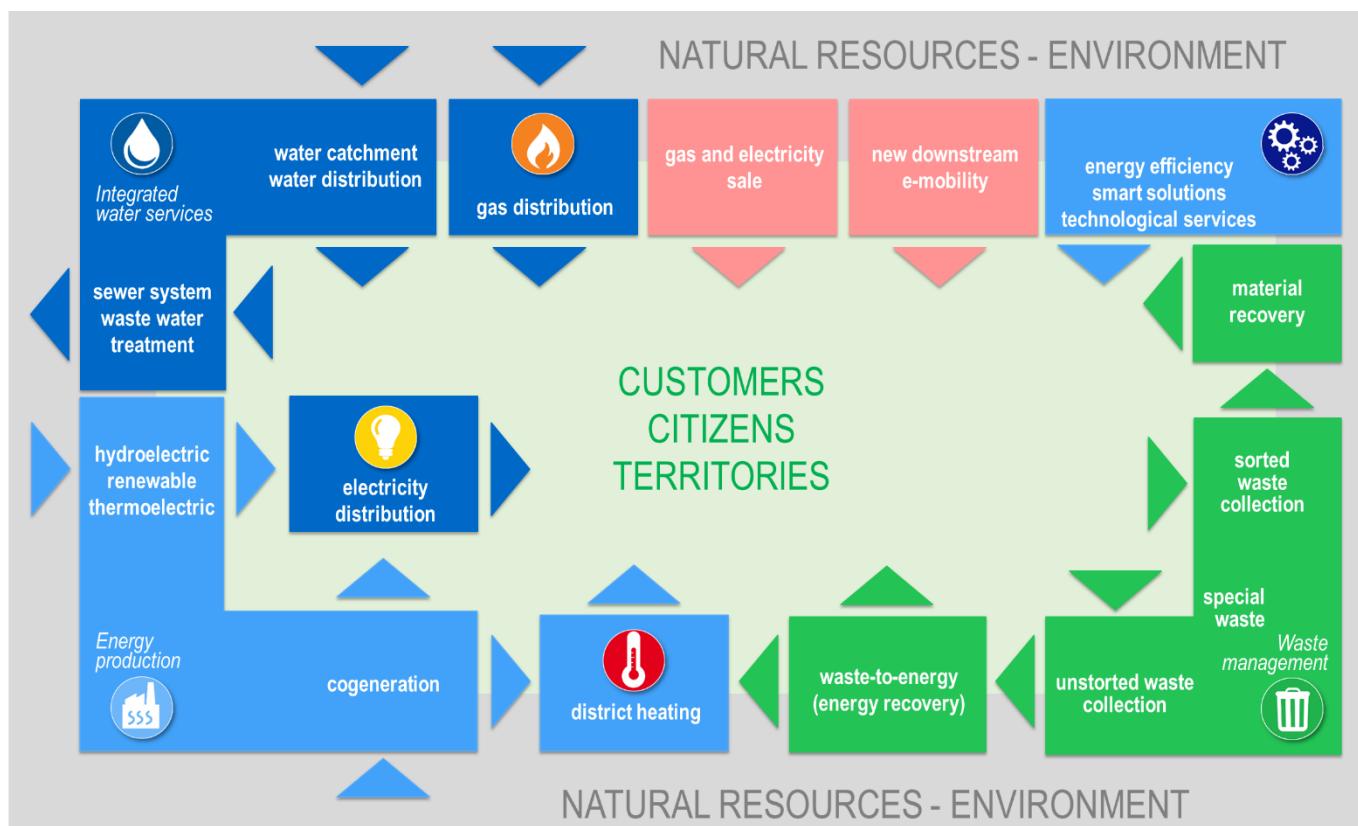 NATURAL RESOURCES - ENVIRONMENT
Integrated
water services
water catchment
water distribution
gas distribution
gas and electricity
sale
new downstream
e-mobility
energy efficiency
smart solutions
technological services
sewer system
waste water
treatment
material
recovery
CUSTOMERS
CITIZENS
TERRITORIES
hydroelectric
renewable
thermoelectric
electricity
distribution
sorted
waste
collection
special
waste
Energy
production
cogeneration
district heating
waste-to-energy
(energy recovery)
unstorted waste
collection
Waste
management
NATURAL RESOURCES - ENVIRONMENT